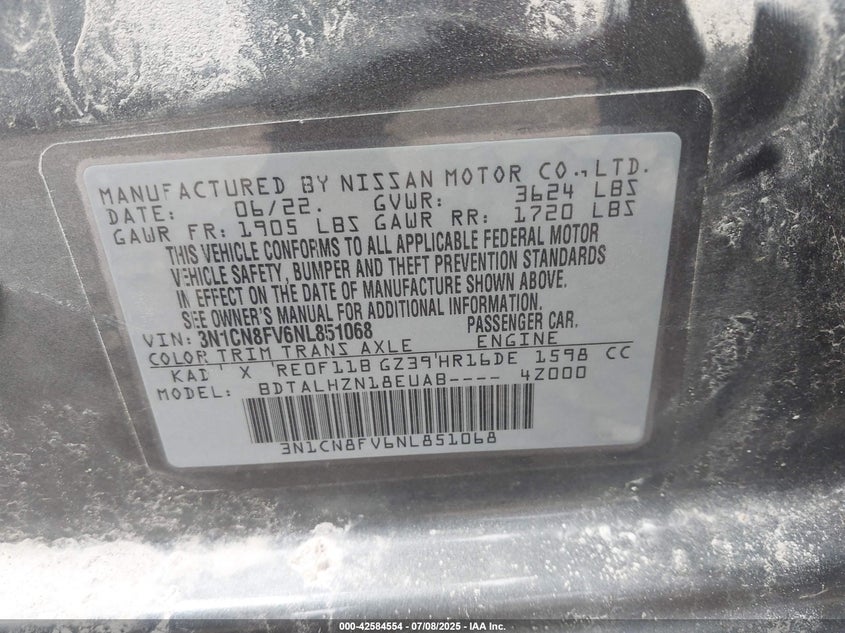 MANUFACTURED BY NISSAN MOTOR CO., LTD.
DATE: 06/22. GVWR: 3624 LBS
GAWR FR: 1905 LBS GAWR RR: 1720 LBS
THIS VEHICLE CONFORMS TO ALL APPLICABLE FEDERAL MOTOR
VEHICLE SAFETY, BUMPER AND THEFT PREVENTION STANDARDS
IN EFFECT ON THE DATE OF MANUFACTURE SHOWN ABOVE.
SEE OWNER'S MANUAL FOR ADDITIONAL INFORMATION.
VIN: 3N1CN8FV6NL851068 PASSENGER CAR.
COLOR TRIM TRANS AXLE ENGINE
KAD X RE0F11B GZ39 HR16DE 1598 CC
MODEL: BDTALHZN18EUAB---- 4Z000
3N1CN8FV6NL851068
000-42584554 - 07/08/2025 - IAA Inc.